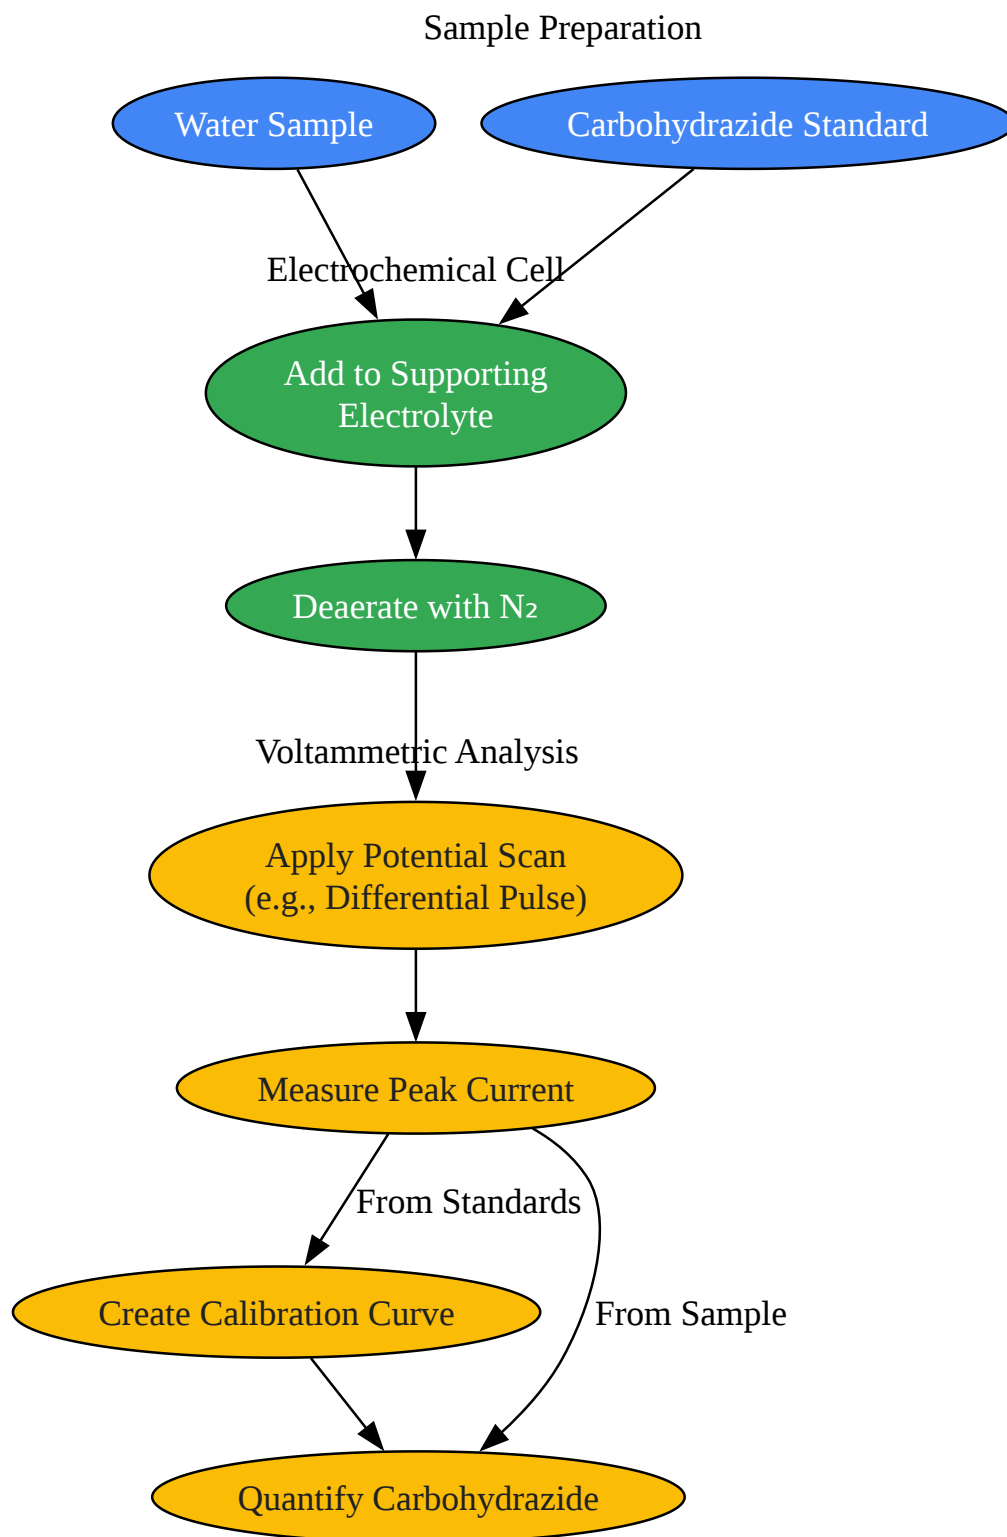 Sample Preparation
Water Sample
Carbohydrazide Standard
Electrochemical Cell
Add to Supporting
Electrolyte
Deaerate with N₂
Voltammetric Analysis
Apply Potential Scan
(e.g., Differential Pulse)
Measure Peak Current
From Standards
Create Calibration Curve
From Sample
Quantify Carbohydrazide